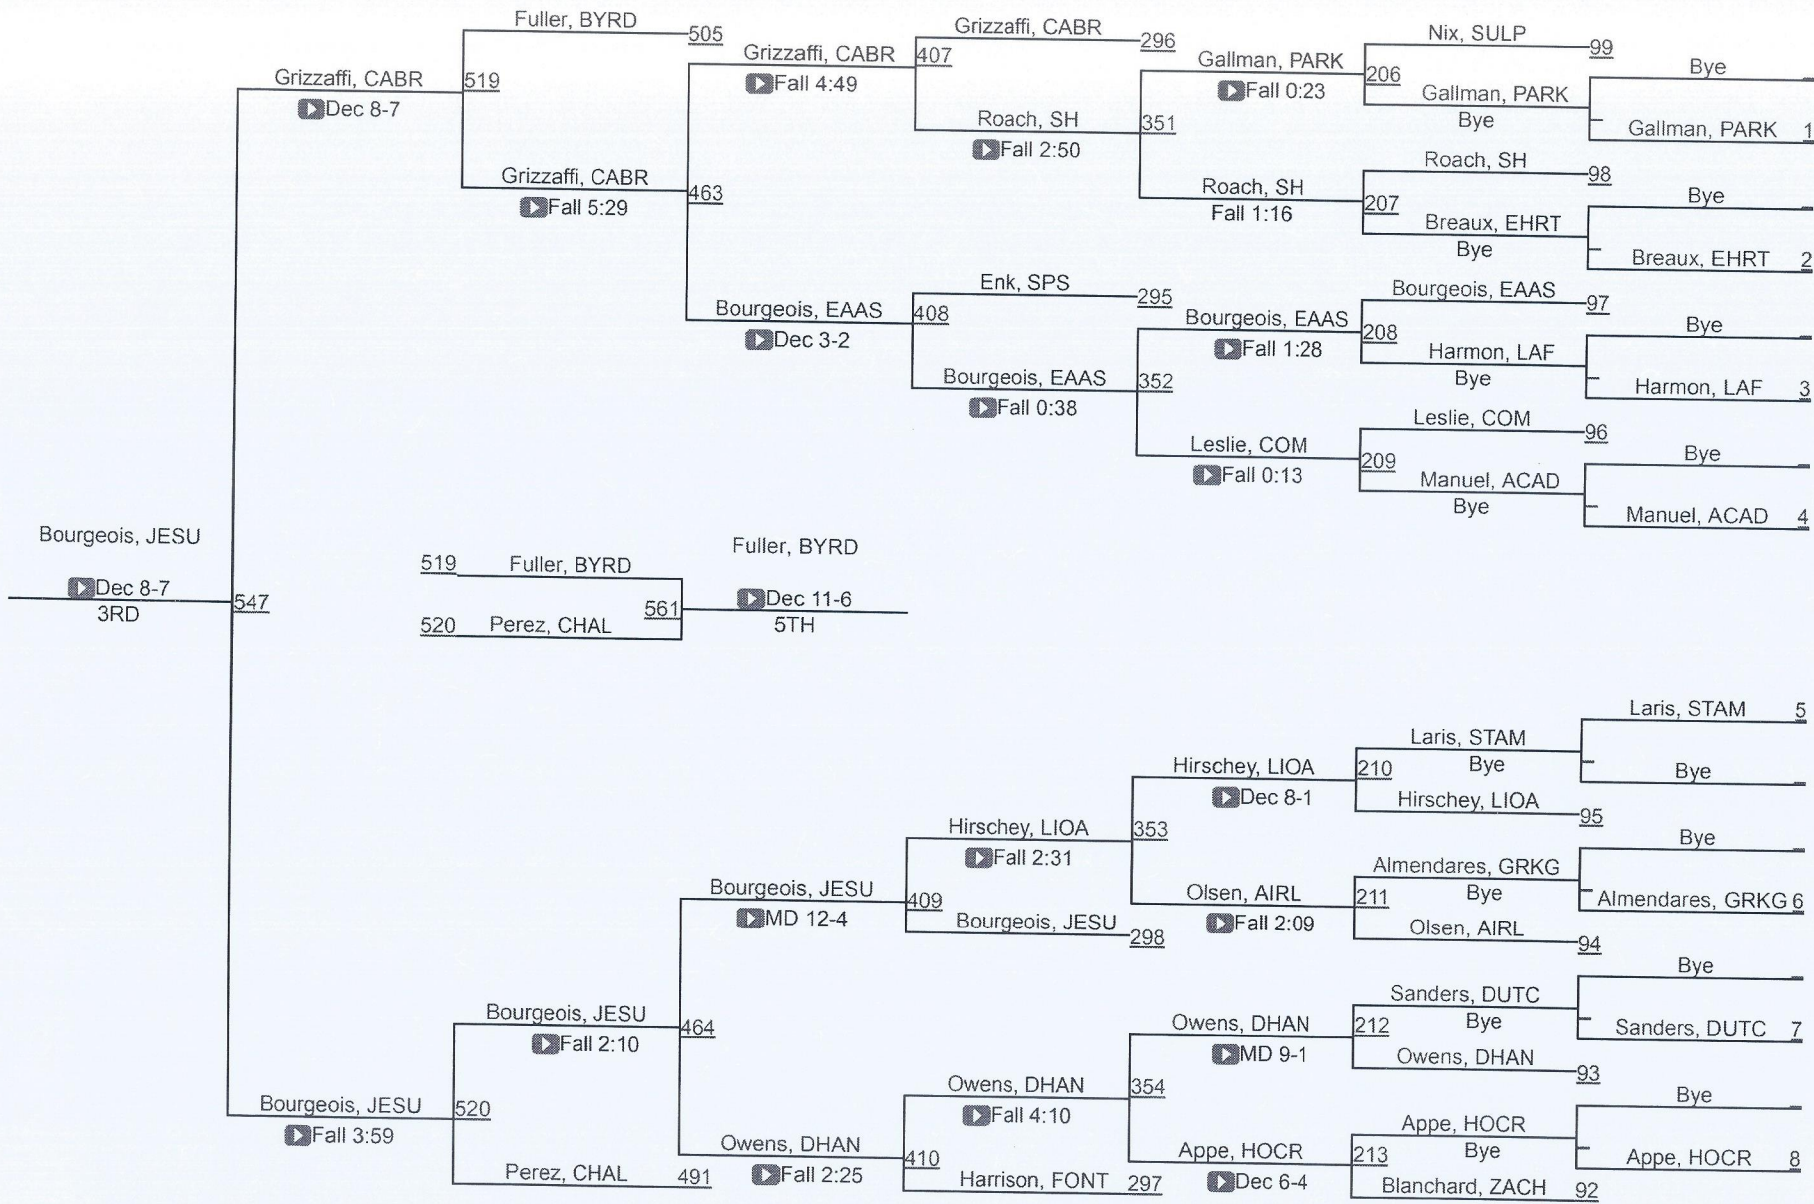 Fuller, BYRD
505
Grizzaffi, CABR
Dec 8-7
519
Grizzaffi, CABR
Fall 5:29
463
Grizzaffi, CABR
Fall 4:49
407
Grizzaffi, CABR
296
Roach, SH
Fall 2:50
351
Gallman, PARK
Fall 0:23
206
Nix, SULP
99
Gallman, PARK
Bye
Bye
Gallman, PARK 1
Roach, SH
Fall 1:16
207
Roach, SH
98
Breaux, EHRT
Bye
Bye
Breaux, EHRT 2
Bourgeois, EAAS
Dec 3-2
408
Enk, SPS
295
Bourgeois, EAAS
Fall 0:38
352
Bourgeois, EAAS
Fall 1:28
208
Bourgeois, EAAS
97
Harmon, LAF
Bye
Bye
Harmon, LAF 3
Leslie, COM
Fall 0:13
209
Leslie, COM
96
Manuel, ACAD
Bye
Bye
Manuel, ACAD 4
Bourgeois, JESU
Dec 8-7
3RD
547
519
Fuller, BYRD
520
Perez, CHAL
561
Fuller, BYRD
Dec 11-6
5TH
Laris, STAM 5
Bye
Laris, STAM
Bye
210
Hirschey, LIOA
95
Hirschey, LIOA
Dec 8-1
Hirschey, LIOA
Fall 2:31
353
Bye
Almendares, GRKG 6
Almendares, GRKG
Bye
211
Olsen, AIRL
94
Olsen, AIRL
Fall 2:09
Bourgeois, JESU
MD 12-4
409
Bourgeois, JESU
298
Bourgeois, JESU
Fall 2:10
464
Bye
Sanders, DUTC 7
Sanders, DUTC
Bye
212
Owens, DHAN
93
Owens, DHAN
MD 9-1
Owens, DHAN
Fall 4:10
354
Bye
Appe, HOCR 8
Appe, HOCR
Bye
213
Blanchard, ZACH
92
Appe, HOCR
Dec 6-4
Owens, DHAN
Fall 2:25
410
Harrison, FONT
297
Bourgeois, JESU
Fall 3:59
520
Perez, CHAL
491